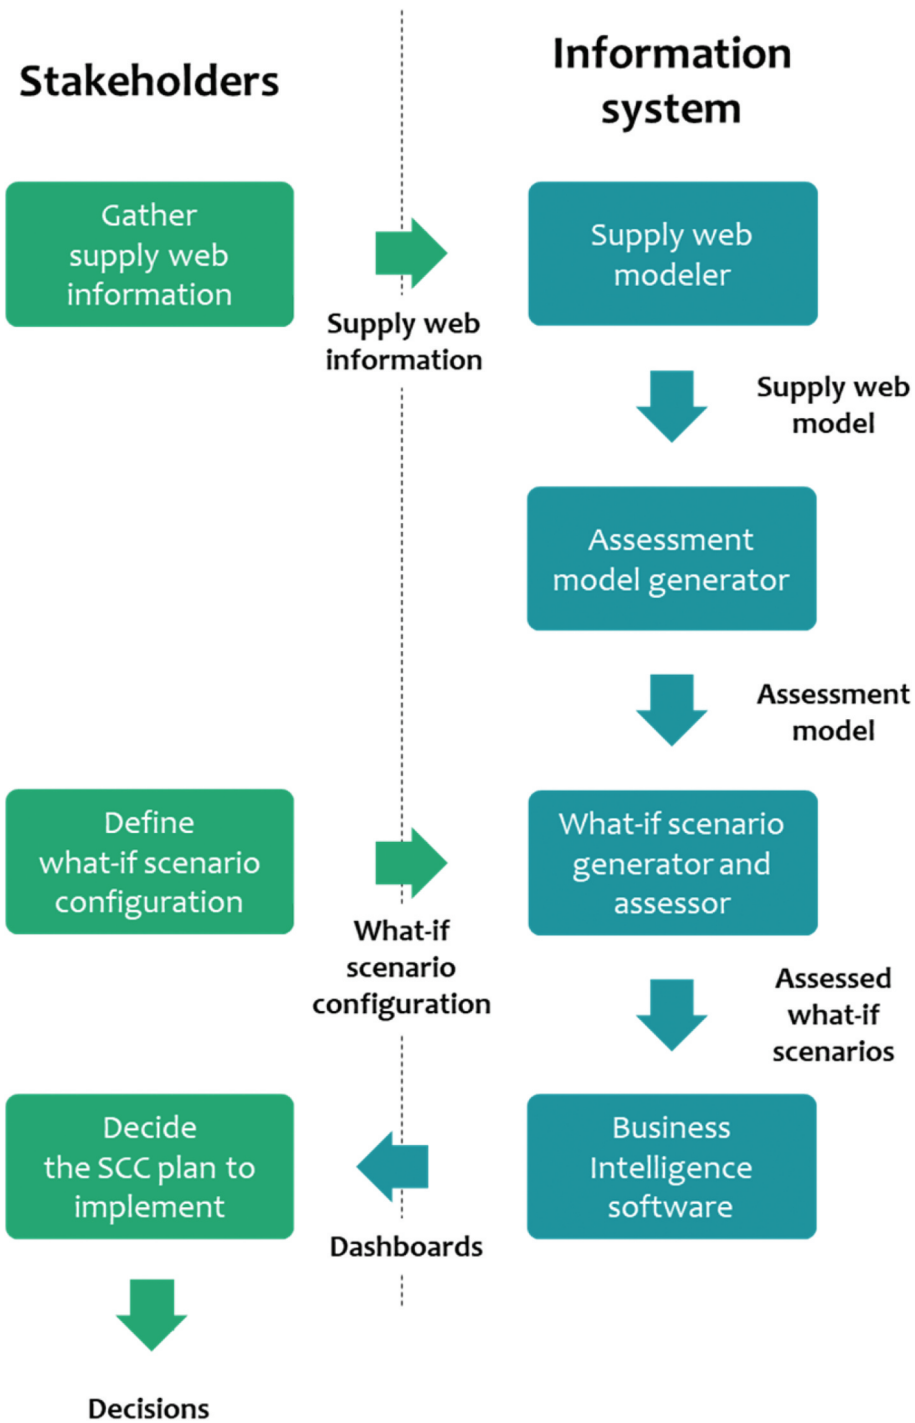 Stakeholders
Information
system
Gather
supply web
information
Supply web
information
Supply web
modeler
Supply web
model
Assessment
model generator
Assessment
model
Define
what-if scenario
configuration
What-if
scenario
configuration
What-if scenario
generator and
assessor
Assessed
what-if
scenarios
Business
Intelligence
software
Dashboards
Decide
the SCC plan to
implement
Decisions